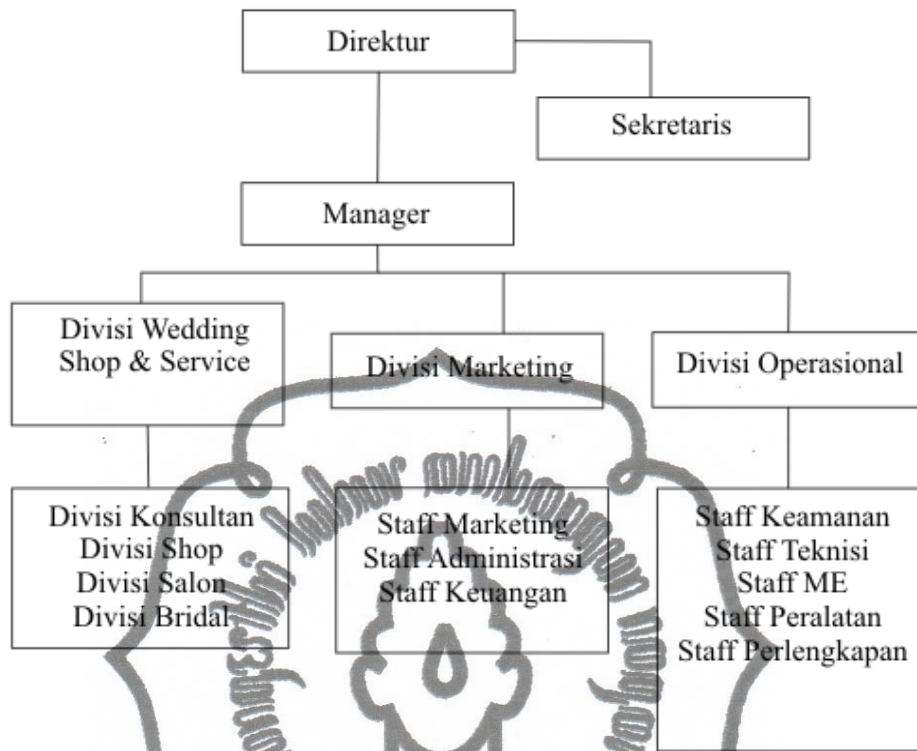 Direktur
Sekretaris
Manager
Divisi Wedding
Shop & Service
Divisi Marketing
Divisi Operasional
Divisi Konsultan
Divisi Shop
Divisi Salon
Divisi Bridal
Staff Marketing
Staff Administrasi
Staff Keuangan
Staff Keamanan
Staff Teknisi
Staff ME
Staff Peralatan
Staff Perlengkapan